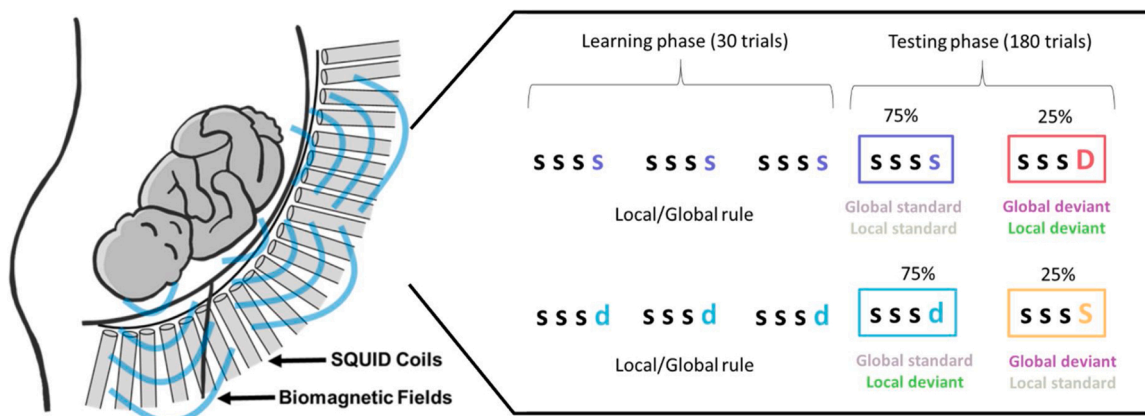 Learning phase (30 trials) Testing phase (180 trials)
75% 25%
s s s s s s s s s s s s s s s s s s s D
Local/Global rule
Global standard Global deviant
Local standard Local deviant
75% 25%
s s s d s s s d s s s d s s s d s s s S
Local/Global rule
Global standard Global deviant
Local deviant Local standard
SQUID Coils
Biomagnetic Fields